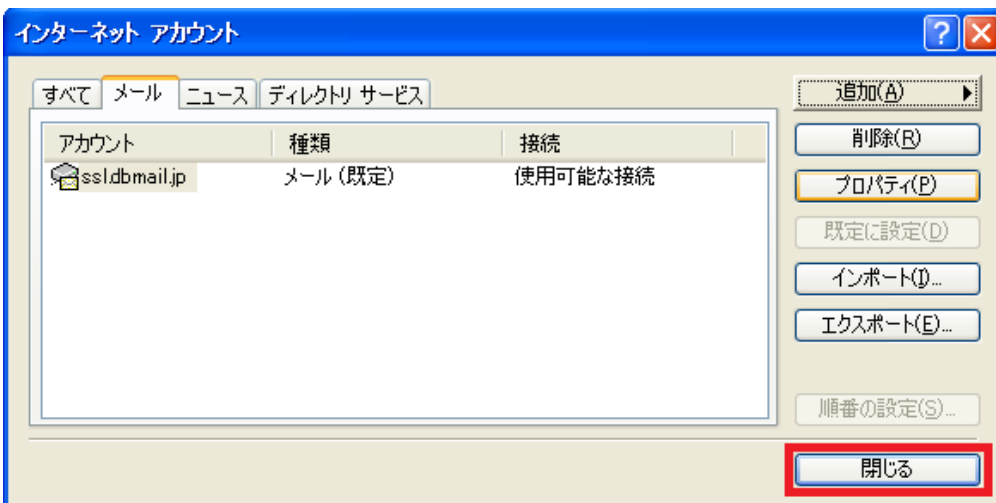 インターネット アカウント
?
すべて メール ニュース ディレクトリ サービス
アカウント 種類 接続
ssl.dbmail.jp メール (既定) 使用可能な接続
追加(A)
削除(R)
プロパティ(P)
既定に設定(D)
インポート(I)...
エクスポート(E)...
順番の設定(S)...
閉じる